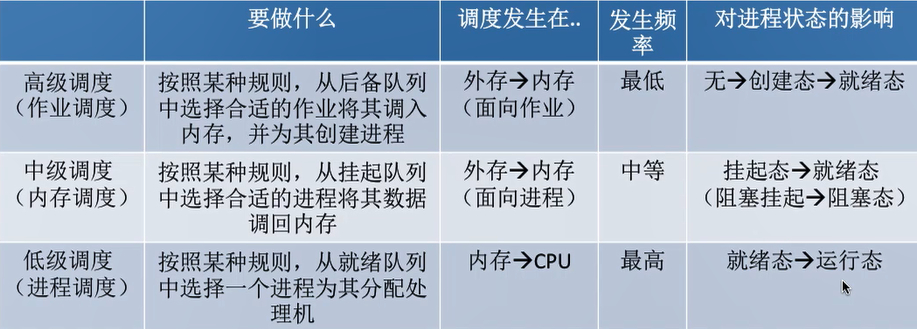 要做什么
调度发生在..
发生频
率
对进程状态的影响
高级调度
（作业调度）
按照某种规则，从后备队列
中选择合适的作业将其调入
内存，并为其创建进程
外存→内存
（面向作业）
最低
无→创建态→就绪态
中级调度
（内存调度）
按照某种规则，从挂起队列
中选择合适的进程将其数据
调回内存
外存→内存
（面向进程）
中等
挂起态→就绪态
（阻塞挂起→阻塞态）
低级调度
（进程调度）
按照某种规则，从就绪队列
中选择一个进程为其分配处
理机
内存→CPU
最高
就绪态→运行态